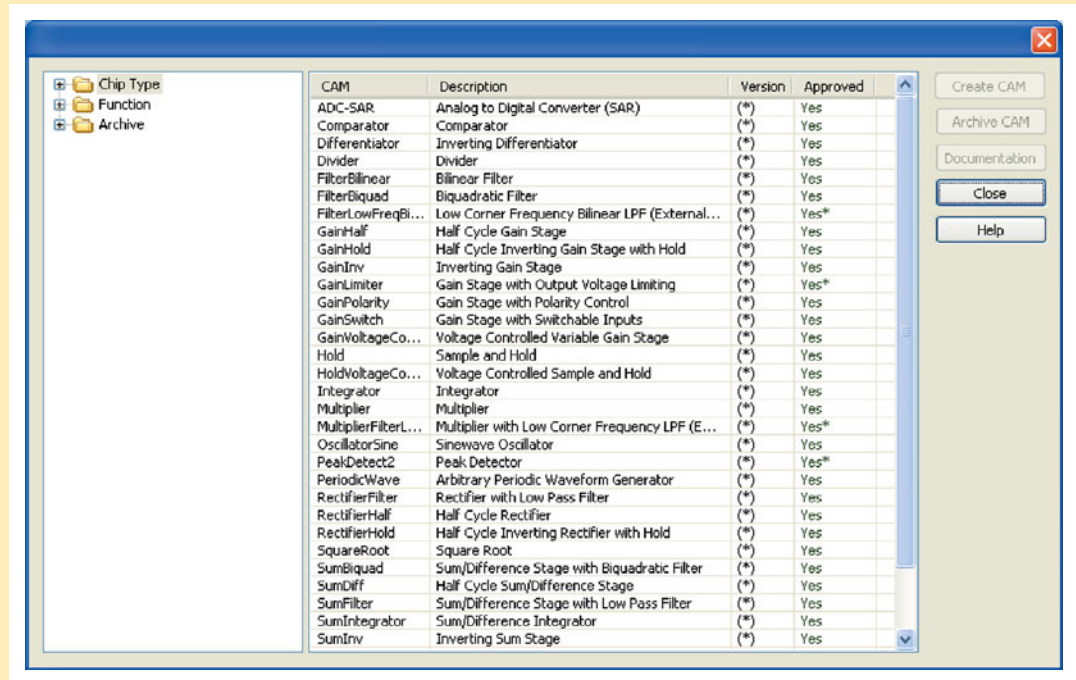 Chip Type
Function
Archive
CAM Description Version Approved
ADC-SAR Analog to Digital Converter (SAR) (*) Yes
Comparator Comparator (*) Yes
Differentiator Inverting Differentiator (*) Yes
Divider Divider (*) Yes
FilterBilinear Bilinear Filter (*) Yes
FilterBiquad Biquadratic Filter (*) Yes
FilterLowFreqBi... Low Corner Frequency Bilinear LPF (External... (*) Yes*
GainHalf Half Cycle Gain Stage (*) Yes
GainHold Half Cycle Inverting Gain Stage with Hold (*) Yes
GainInv Inverting Gain Stage (*) Yes
GainLimiter Gain Stage with Output Voltage Limiting (*) Yes*
GainPolarity Gain Stage with Polarity Control (*) Yes
GainSwitch Gain Stage with Switchable Inputs (*) Yes
GainVoltageCo... Voltage Controlled Variable Gain Stage (*) Yes
Hold Sample and Hold (*) Yes
HoldVoltageCo... Voltage Controlled Sample and Hold (*) Yes
Integrator Integrator (*) Yes
Multiplier Multiplier (*) Yes
MultiplierFilterL... Multiplier with Low Corner Frequency LPF (E... (*) Yes*
OscillatorSine Sinewave Oscillator (*) Yes
PeakDetect2 Peak Detector (*) Yes*
PeriodicWave Arbitrary Periodic Waveform Generator (*) Yes
RectifierFilter Rectifier with Low Pass Filter (*) Yes
RectifierHalf Half Cycle Rectifier (*) Yes
RectifierHold Half Cycle Inverting Rectifier with Hold (*) Yes
SquareRoot Square Root (*) Yes
SumBiquad Sum/Difference Stage with Biquadratic Filter (*) Yes
SumDiff Half Cycle Sum/Difference Stage (*) Yes
SumFilter Sum/Difference Stage with Low Pass Filter (*) Yes
SumIntegrator Sum/Difference Integrator (*) Yes
SumInv Inverting Sum Stage (*) Yes
Create CAM
Archive CAM
Documentation
Close
Help